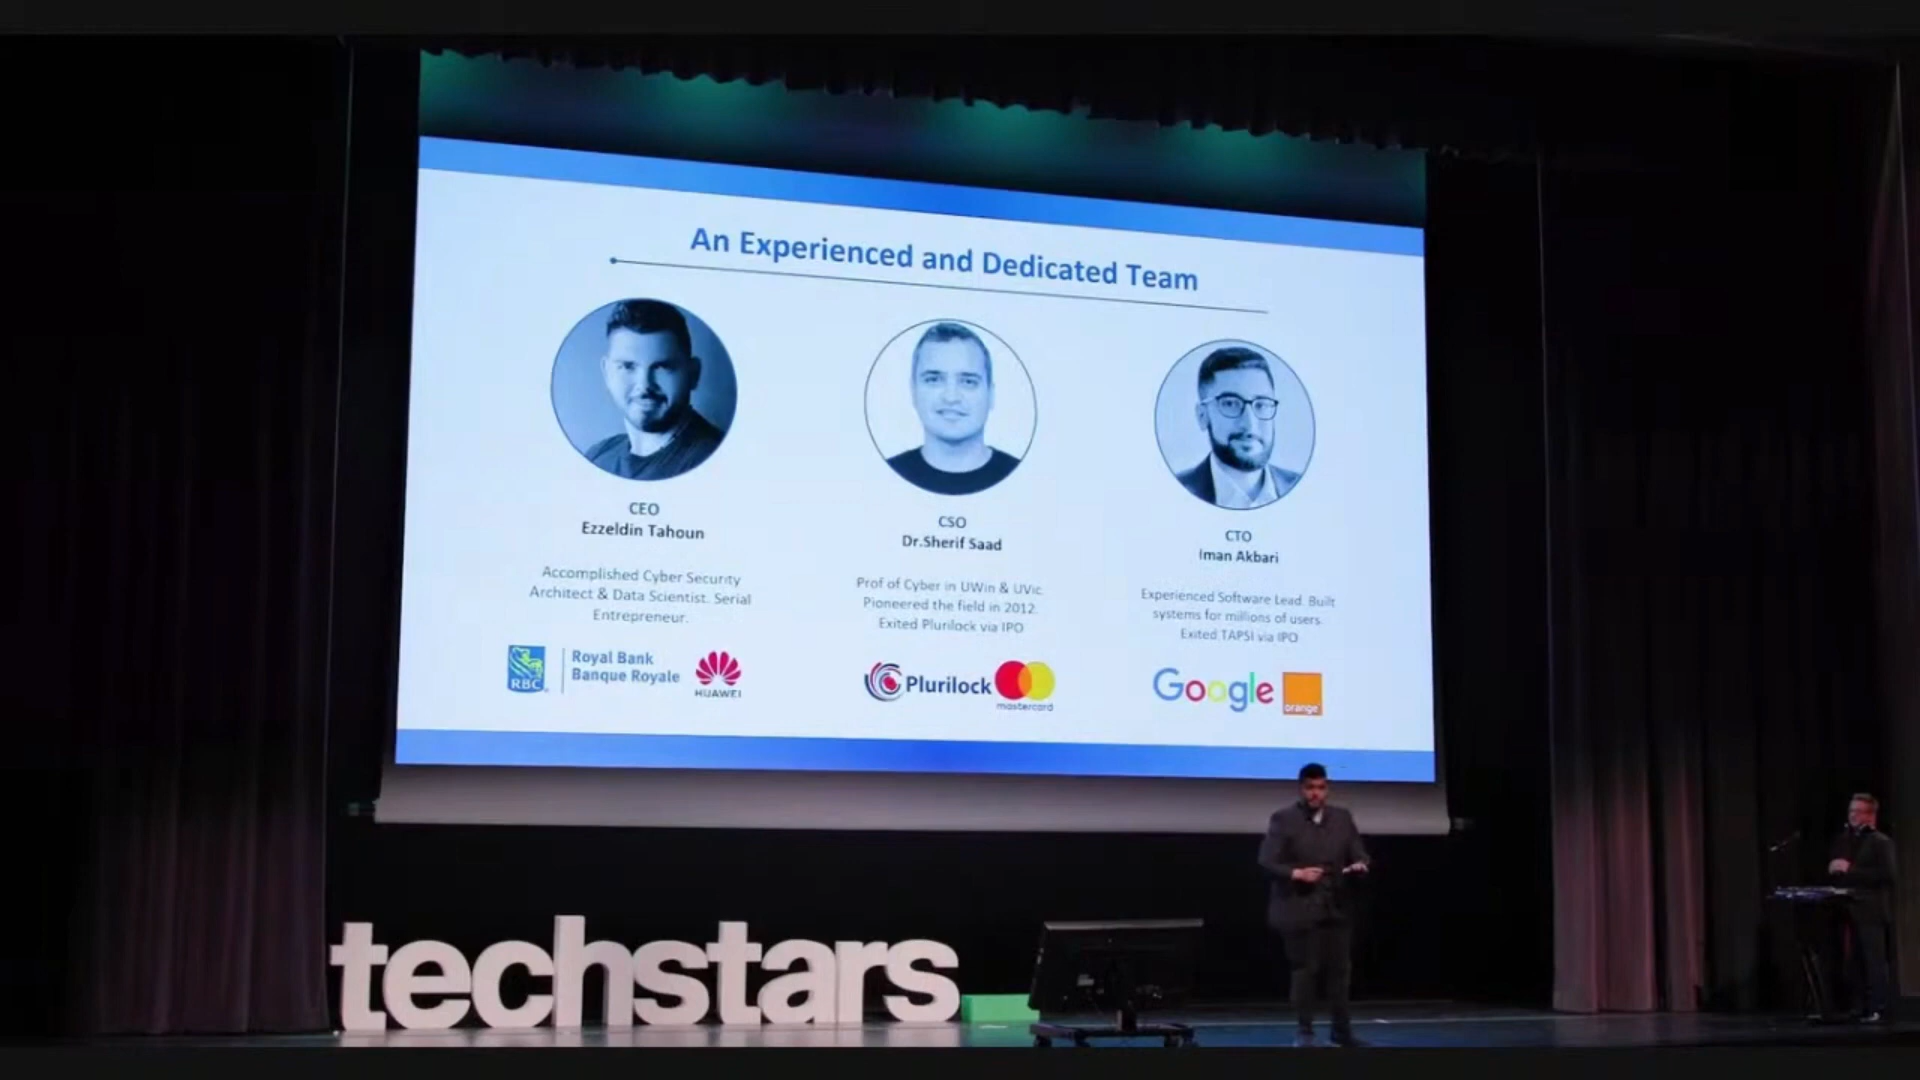 An Experienced and Dedicated Team
CEO
Ezzeldin Tahoun
Accomplished Cyber Security
Architect & Data Scientist. Serial
Entrepreneur.
RBC
Royal Bank
Banque Royale
HUAWEI
CSO
Dr.Sherif Saad
Prof of Cyber in UWin & UVic.
Pioneered the field in 2012.
Exited Plurilock via IPO
Plurilock
mastercard
CTO
Iman Akbari
Experienced Software Lead. Built
systems for millions of users.
Exited TAPSI via IPO
Google
orange
techstars_